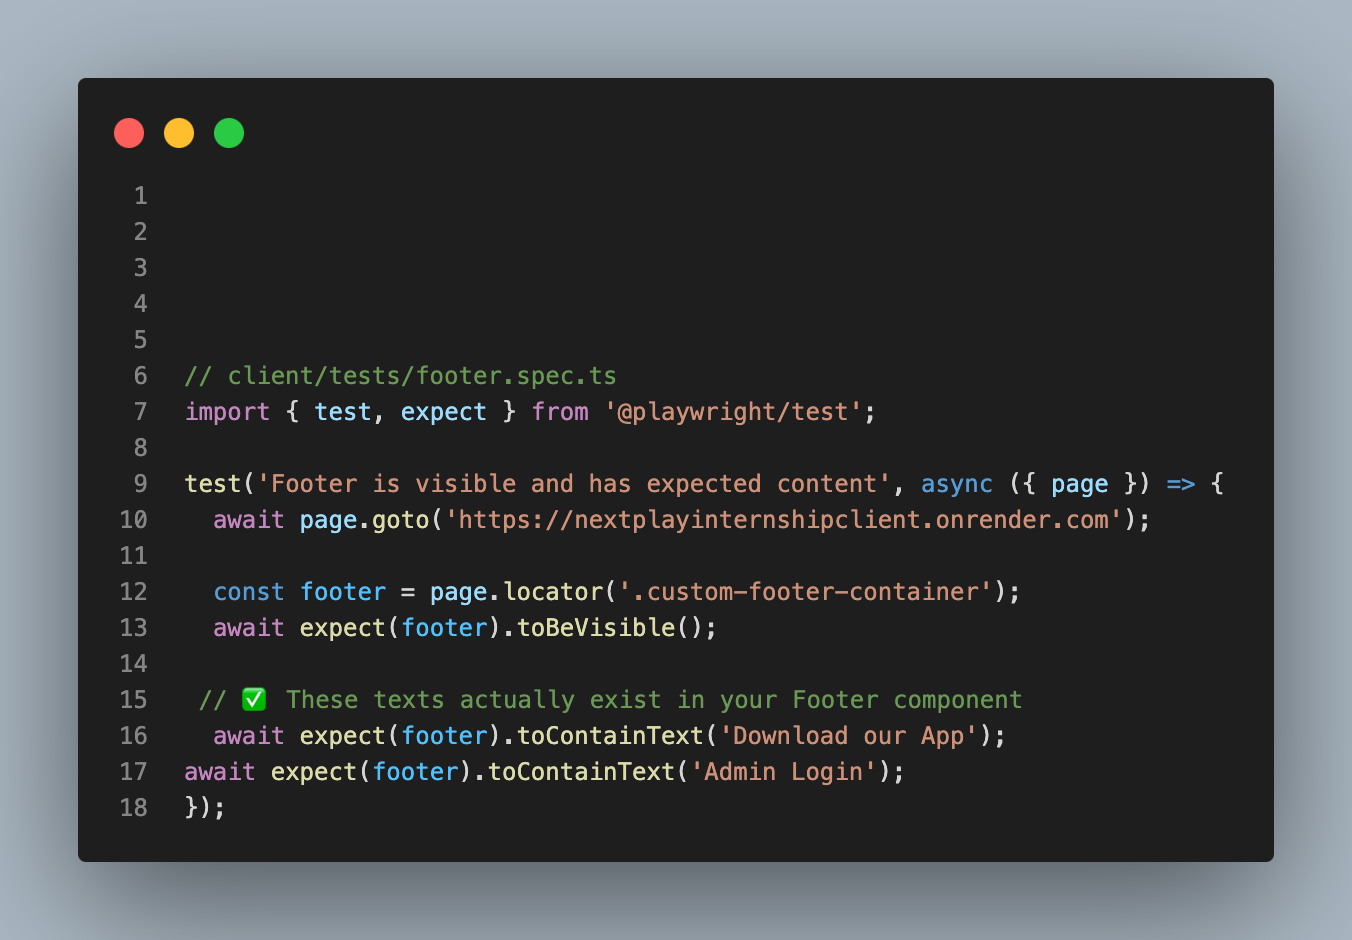 1
2
3
4
5
6 // client/tests/footer.spec.ts
7 import { test, expect } from '@playwright/test';
8
9 test('Footer is visible and has expected content', async ({ page }) => {
10   await page.goto('https://nextplayinternshipclient.onrender.com');
11
12   const footer = page.locator('.custom-footer-container');
13   await expect(footer).toBeVisible();
14
15  // ✅ These texts actually exist in your Footer component
16   await expect(footer).toContainText('Download our App');
17 await expect(footer).toContainText('Admin Login');
18 });